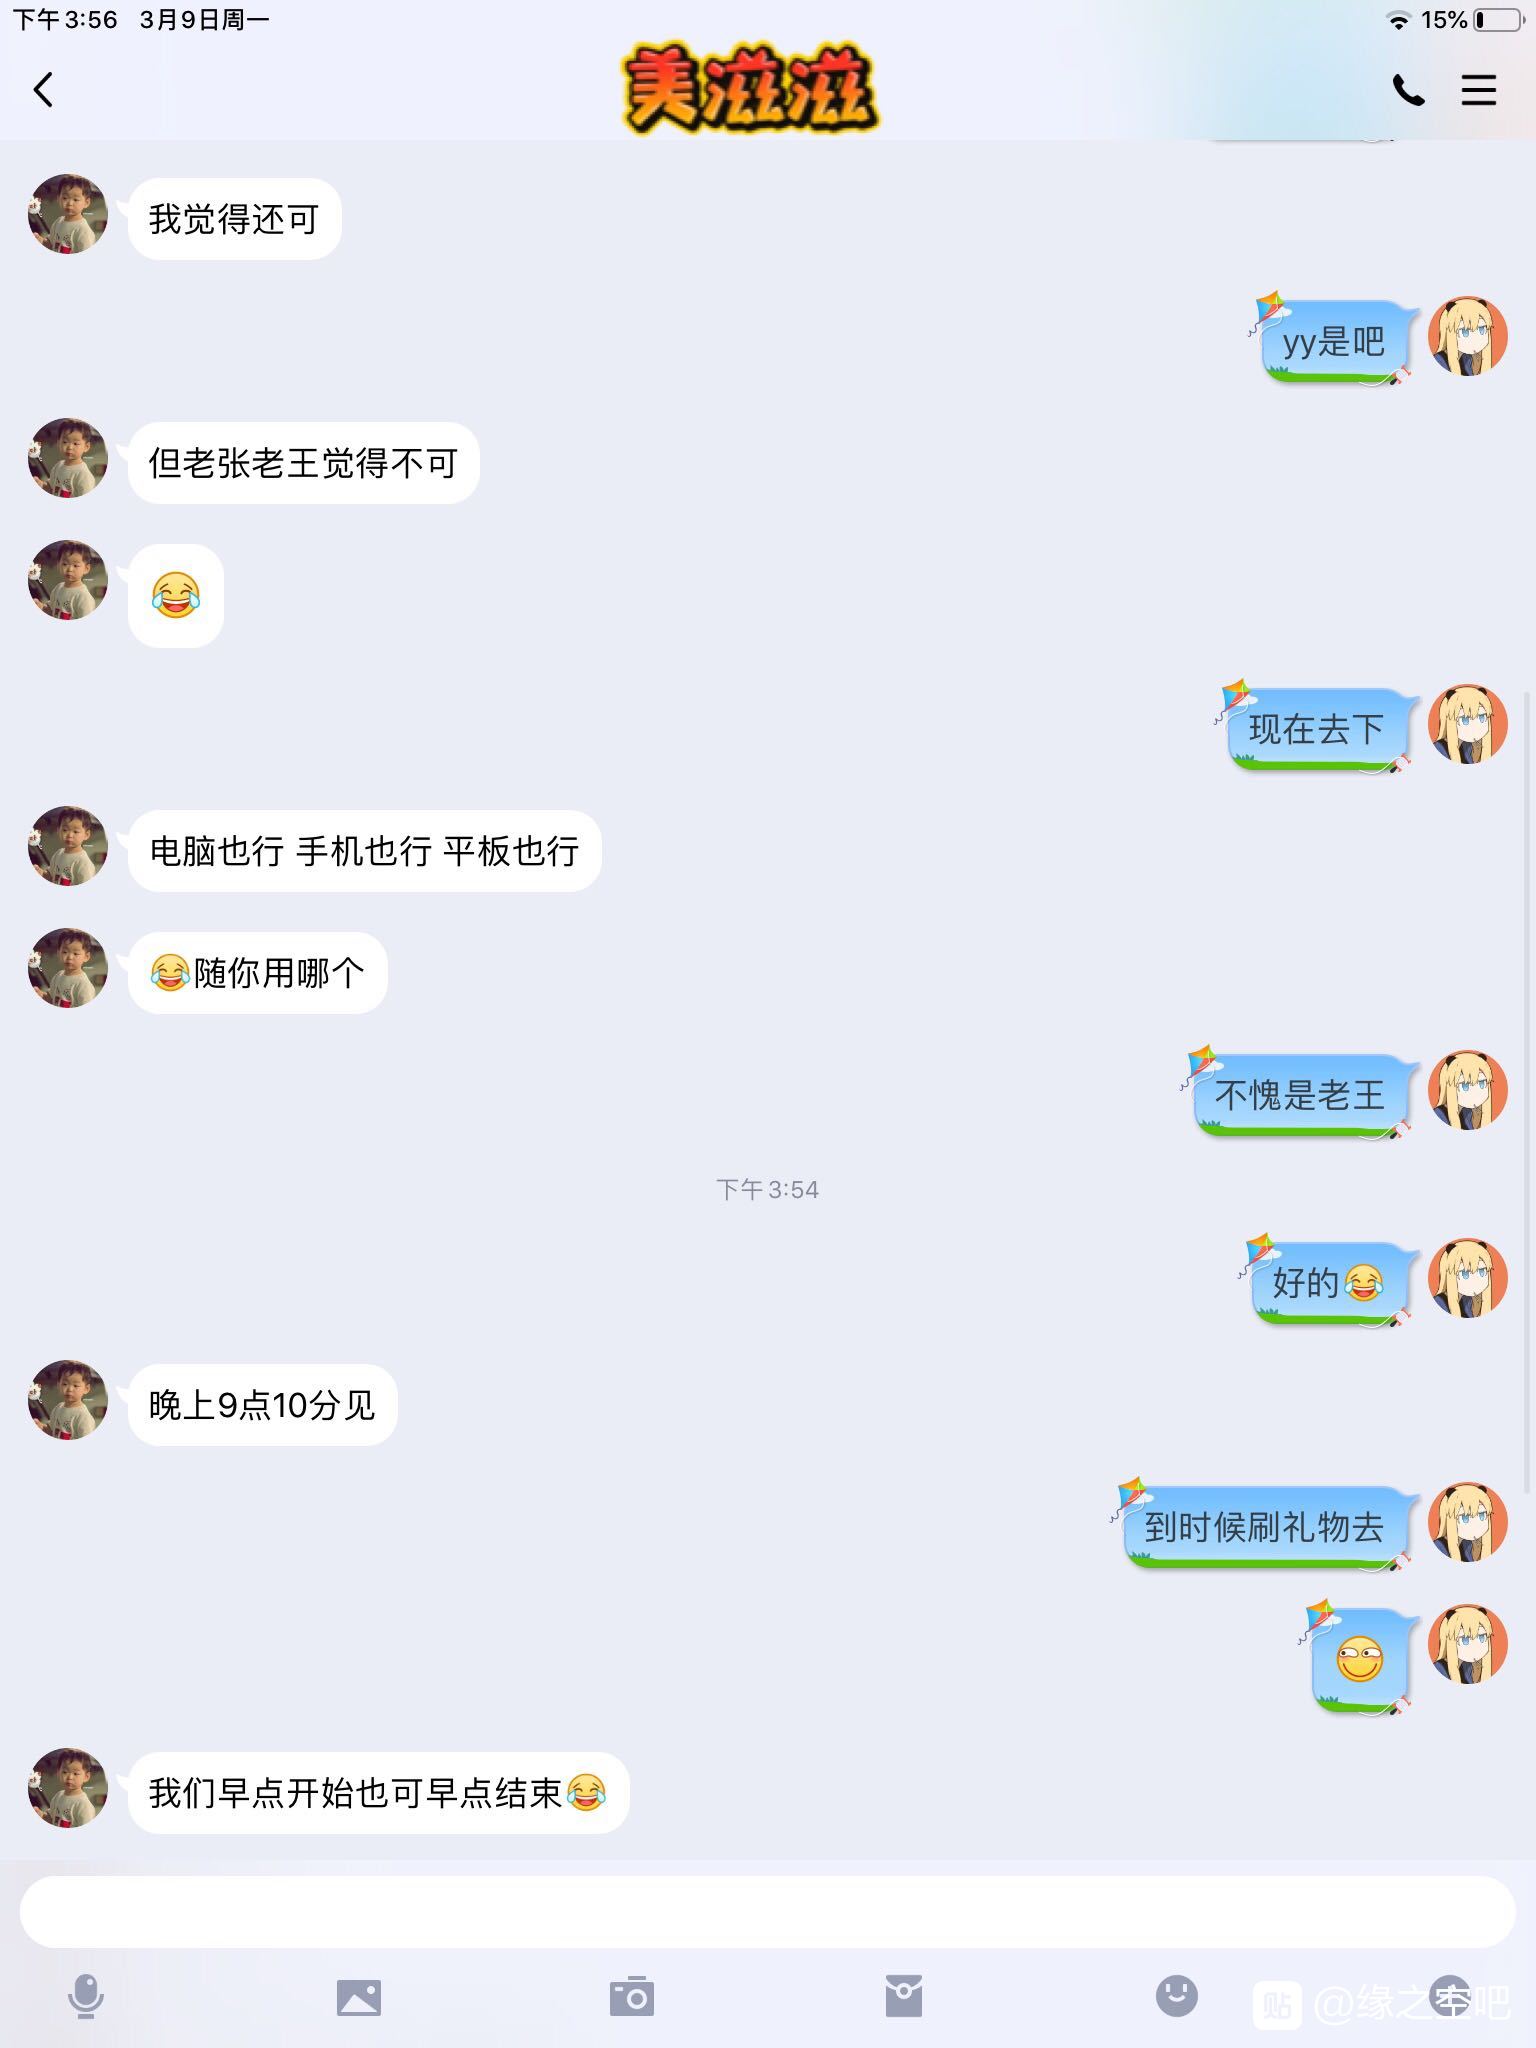 下午3:56 3月9日周一
15%
美滋滋
我觉得还可
yy是吧
但老张老王觉得不可
😂
现在去下
电脑也行 手机也行 平板也行
😂随你用哪个
不愧是老王
下午3:54
好的😂
晚上9点10分见
到时候刷礼物去
我们早点开始也可早点结束😂
贴 @缘之空吧